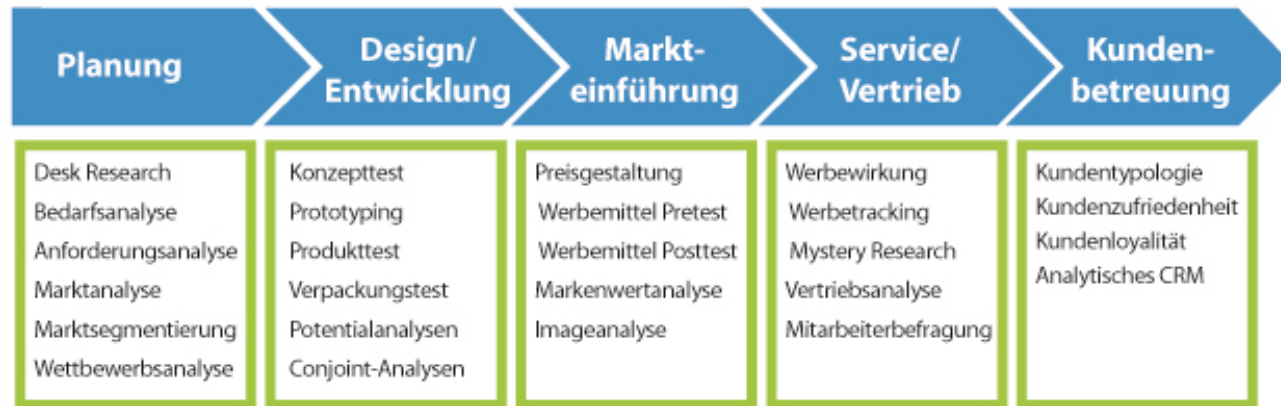 Planung
Design/
Entwicklung
Markt-
einführung
Service/
Vertrieb
Kunden-
betreuung
Desk Research
Bedarfsanalyse
Anforderungsanalyse
Marktanalyse
Marktsegmentierung
Wettbewerbsanalyse
Konzepttest
Prototyping
Produkttest
Verpackungstest
Potentialanalysen
Conjoint-Analysen
Preisgestaltung
Werbemittel Pretest
Werbemittel Posttest
Markenwertanalyse
Imageanalyse
Werbewirkung
Werbetracking
Mystery Research
Vertriebsanalyse
Mitarbeiterbefragung
Kundentypologie
Kundenzufriedenheit
Kundenloyalität
Analytisches CRM